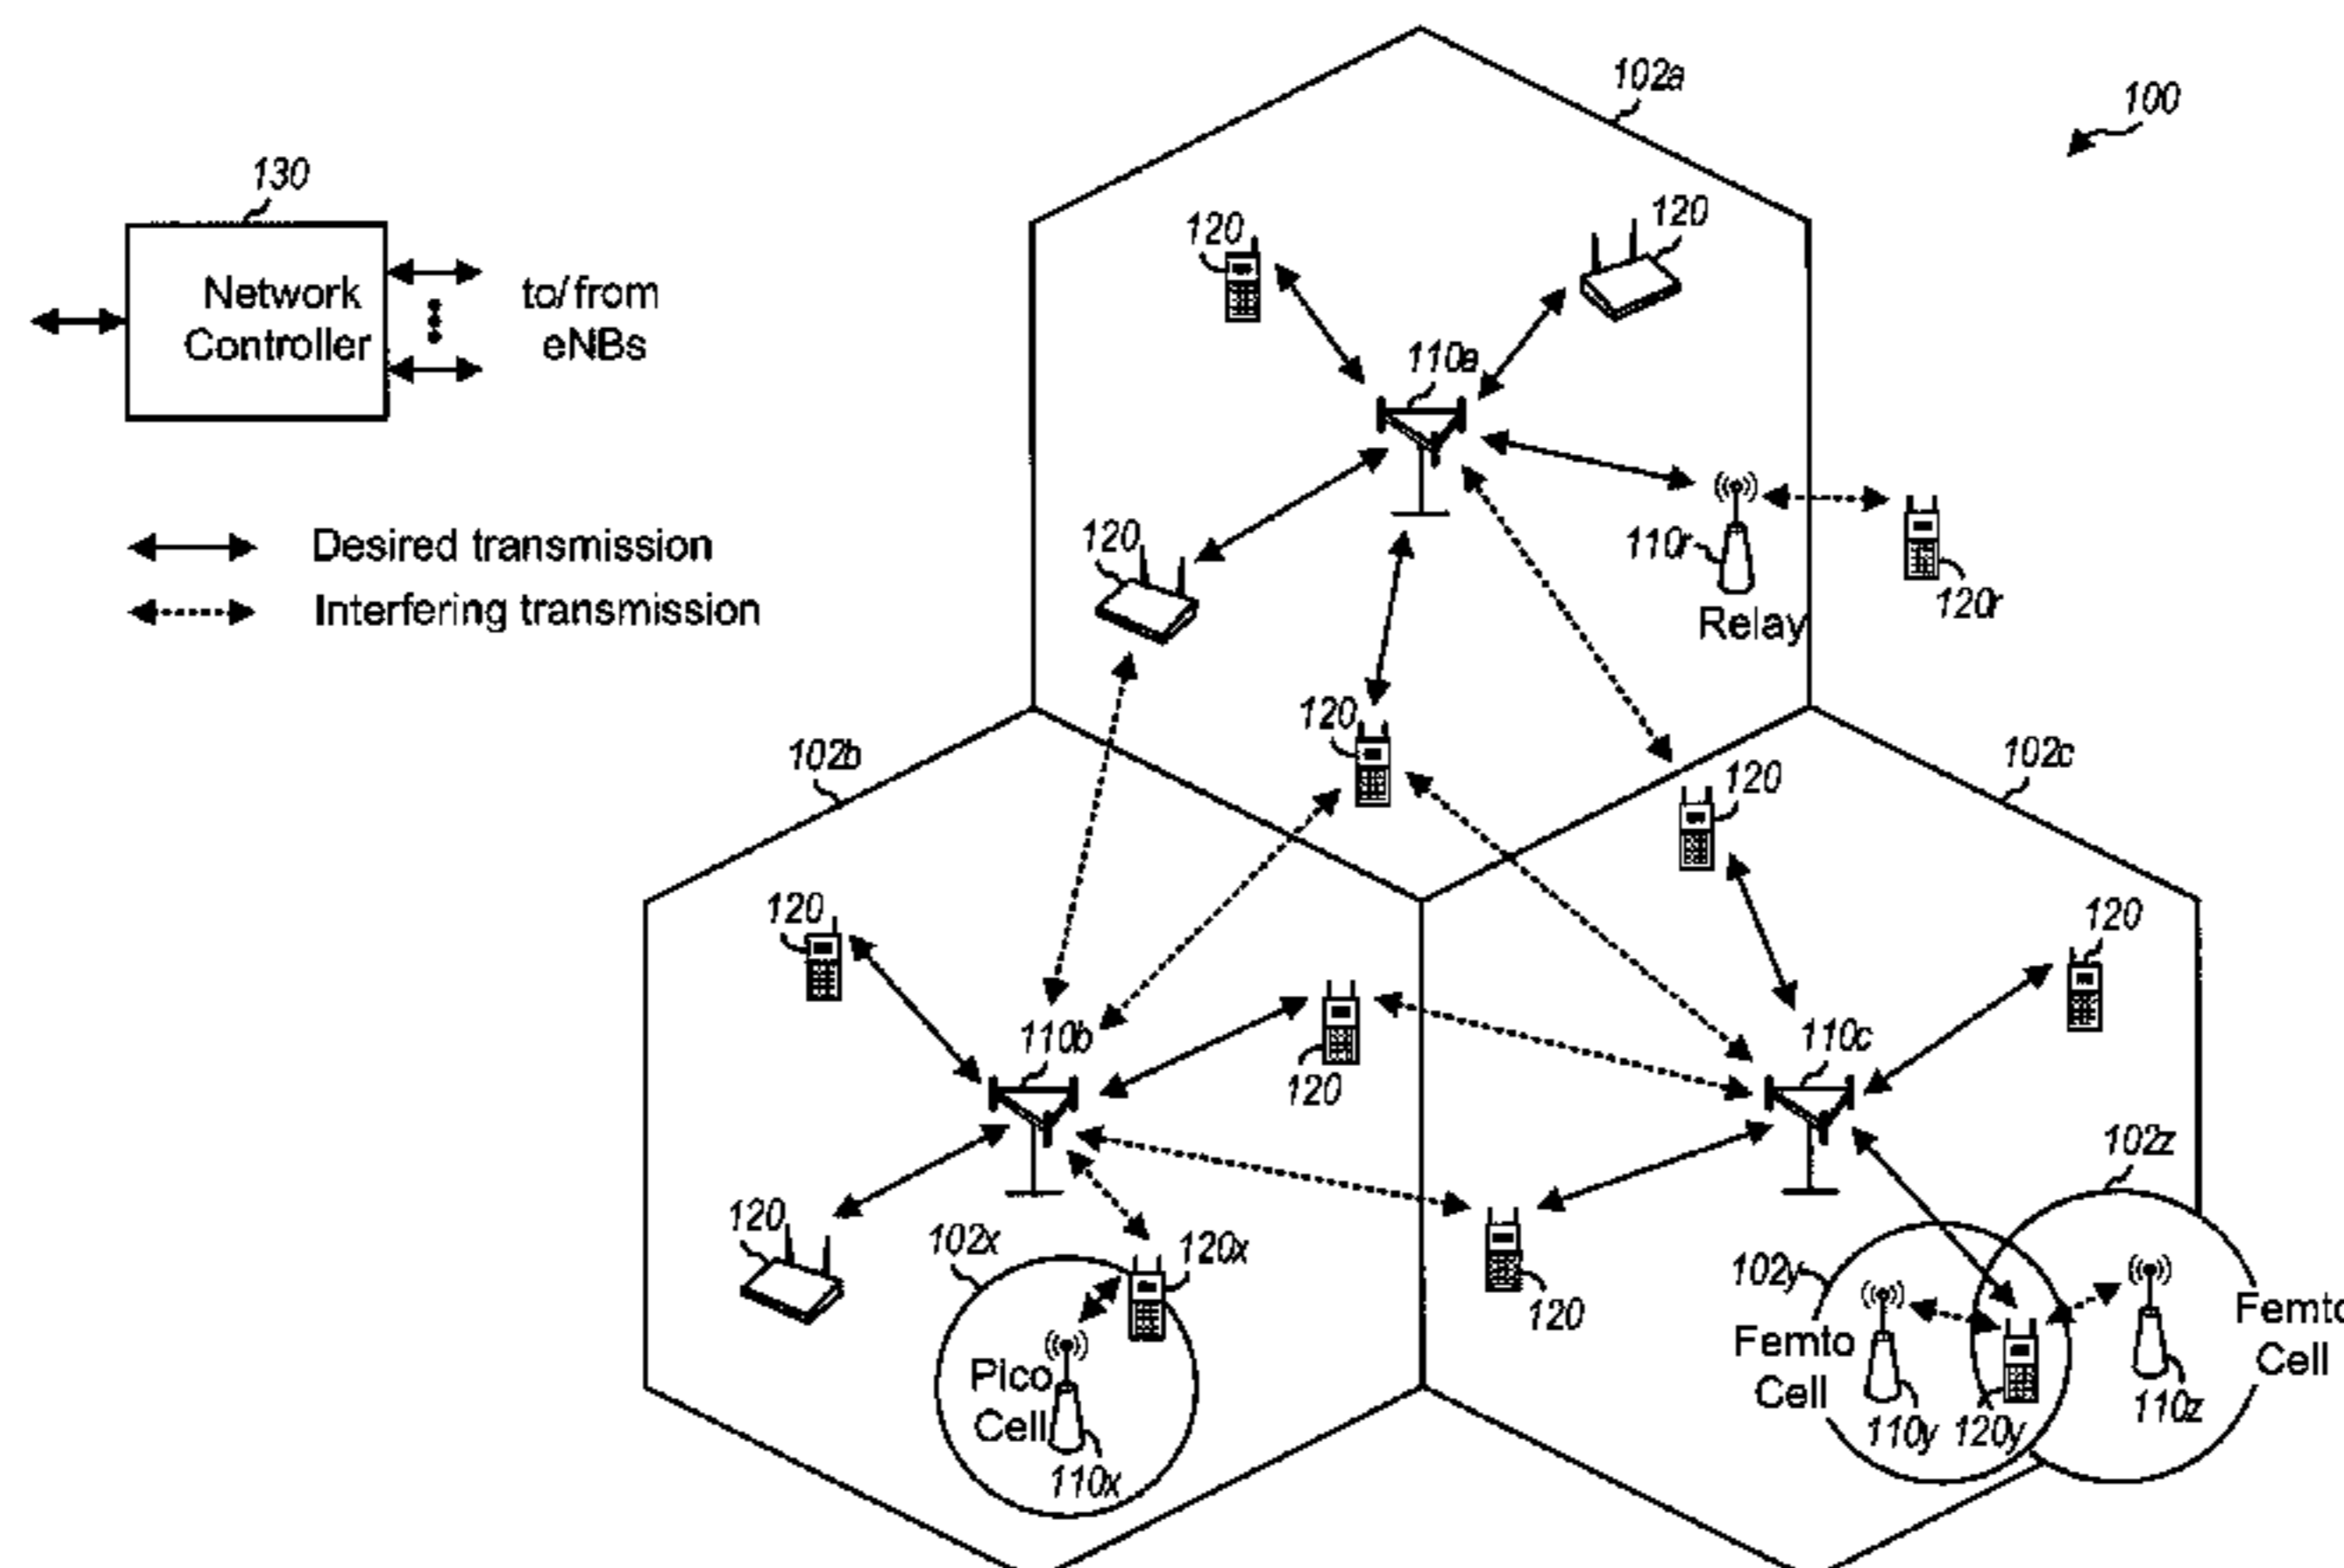 102a
100
130
120
120
Network
Controller
to/from
eNBs
110a
Desired transmission
Interfering transmission
120
110r
Relay
120r
120
102b
102c
120
120
120
110b
120
110c
102z
120
102x
120x
120
102y
Femto
Cell
Pico
Cell
110x
Femto
Cell
110y
120y
110z